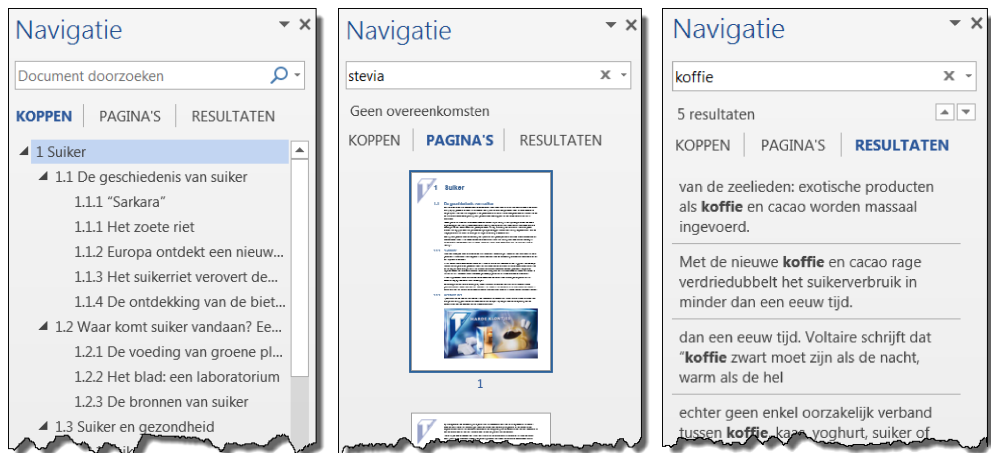 Navigatie
Document doorzoeken
KOPPEN PAGINA'S RESULTATEN
1 Suiker
1.1 De geschiedenis van suiker
1.1.1 “Sarkara”
1.1.1 Het zoete riet
1.1.2 Europa ontdekt een nieuw...
1.1.3 Het suikerriet verovert de...
1.1.4 De ontdekking van de biet...
1.2 Waar komt suiker vandaan? Ee...
1.2.1 De voeding van groene pl...
1.2.2 Het blad: een laboratorium
1.2.3 De bronnen van suiker
1.3 Suiker en gezondheid
Navigatie
stevia
Geen overeenkomsten
KOPPEN PAGINA'S RESULTATEN
1 Suiker
1
Navigatie
koffie
5 resultaten
KOPPEN PAGINA'S RESULTATEN
van de zeelieden: exotische producten
als koffie en cacao worden massaal
ingevoerd.
Met de nieuwe koffie en cacao rage
verdriedubbelt het suikerverbruik in
minder dan een eeuw tijd.
dan een eeuw tijd. Voltaire schrijft dat
“koffie zwart moet zijn als de nacht,
warm als de hel
echter geen enkel oorzakelijk verband
tussen koffie, kaas, yoghurt, suiker of